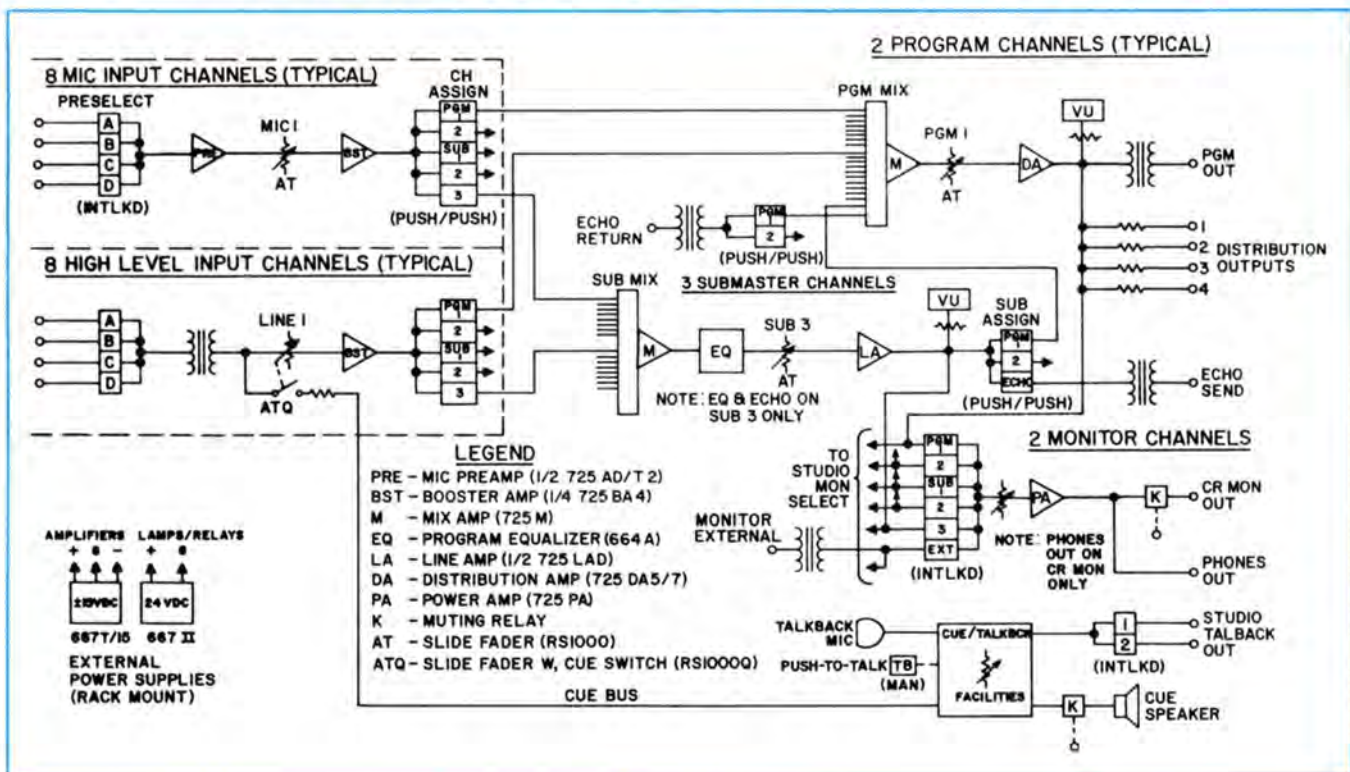 2 PROGRAM CHANNELS (TYPICAL)
8 MIC INPUT CHANNELS (TYPICAL)
PRESELECT
A
B
C
D
(INTLKD)
PRE
MIC 1
AT
BST
CH
ASSIGN
PGM
1
2
SUB
1
2
3
(PUSH/PUSH)
PGM MIX
M
PGM 1
AT
DA
VU
PGM
OUT
1
2 DISTRIBUTION
3 OUTPUTS
4
ECHO
RETURN
PGM
1
2
(PUSH/PUSH)
8 HIGH LEVEL INPUT CHANNELS (TYPICAL)
A
B
C
D
LINE 1
ATQ
BST
PGM
1
2
SUB
1
2
3
3 SUBMASTER CHANNELS
SUB MIX
M
EQ
SUB 3
AT
LA
VU
SUB
ASSIGN
PGM
1
2
ECHO
(PUSH/PUSH)
ECHO
SEND
NOTE: EQ & ECHO ON
SUB 3 ONLY
2 MONITOR CHANNELS
TO
STUDIO
MON
SELECT
PGM
1
2
SUB
1
2
3
EXT
(INTLKD)
MONITOR
EXTERNAL
PA
NOTE: PHONES
OUT ON
CR MON
ONLY
K
CR MON
OUT
PHONES
OUT
LEGEND
PRE – MIC PREAMP (1/2 725 AD/T 2)
BST – BOOSTER AMP (1/4 725 BA 4)
M – MIX AMP (725 M)
EQ – PROGRAM EQUALIZER (664 A)
LA – LINE AMP (1/2 725 LAD)
DA – DISTRIBUTION AMP (725 DA5/7)
PA – POWER AMP (725 PA)
K – MUTING RELAY
AT – SLIDE FADER (RS1000)
ATQ – SLIDE FADER W, CUE SWITCH (RS1000Q)
AMPLIFIERS
+ G –
667T/15
LAMPS/RELAYS
+ G
24 VDC
667 II
EXTERNAL
POWER SUPPLIES
(RACK MOUNT)
CUE BUS
TALKBACK
MIC
PUSH-TO-TALK TB
(MAN)
CUE/TALKBCK
FACILITIES
1
2
(INTLKD)
STUDIO
TALBACK
OUT
K
CUE
SPEAKER